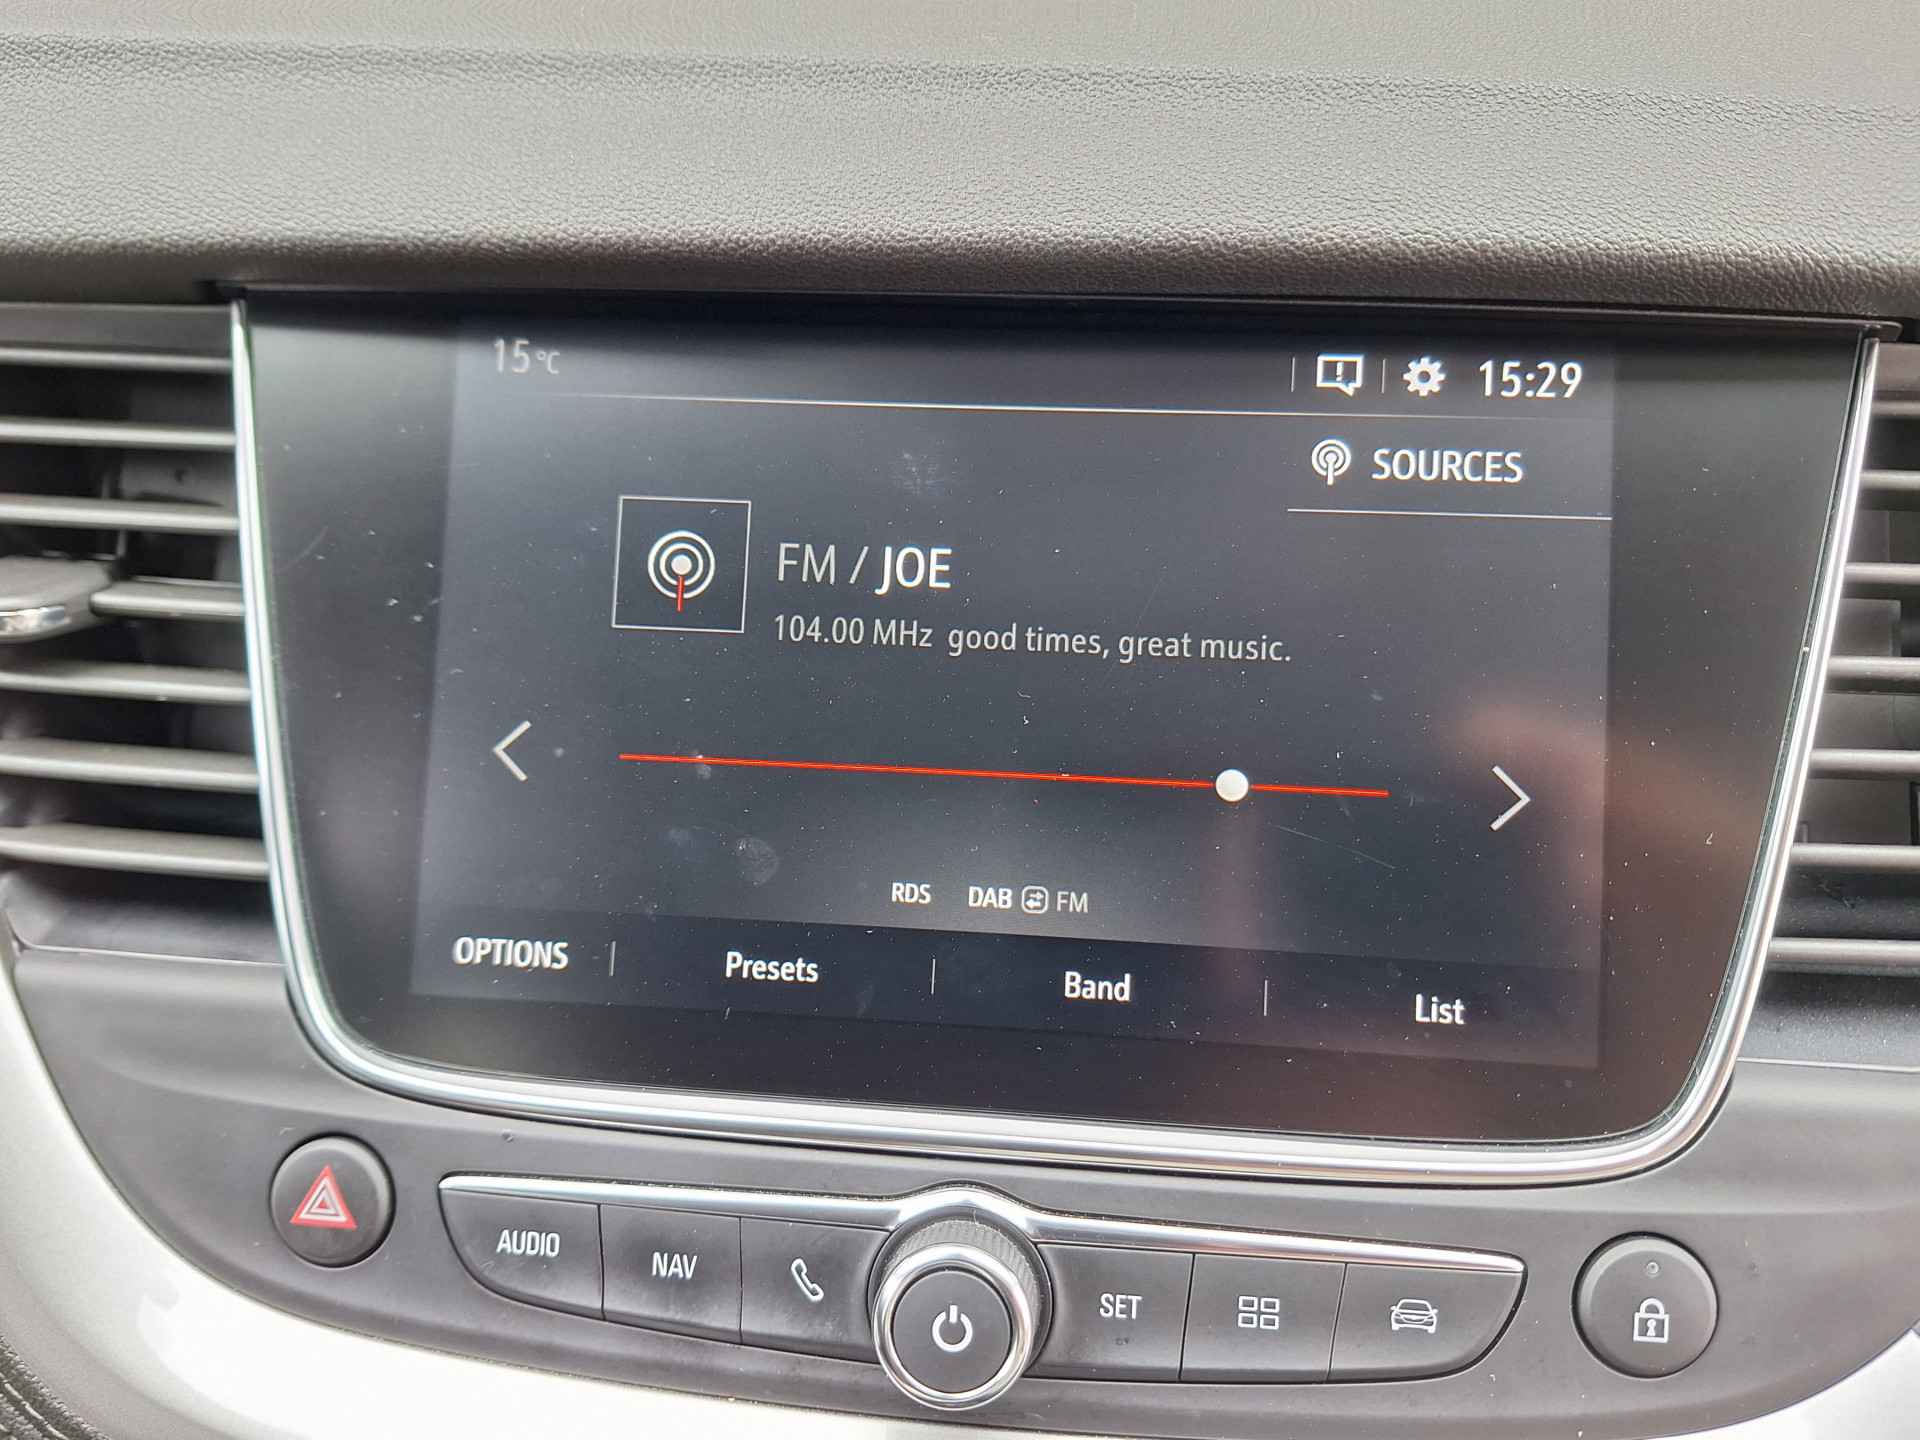 15°C
15:29
SOURCES
FM / JOE
104.00 MHz good times, great music.
RDS DAB FM
OPTIONS Presets Band List
AUDIO NAV SET